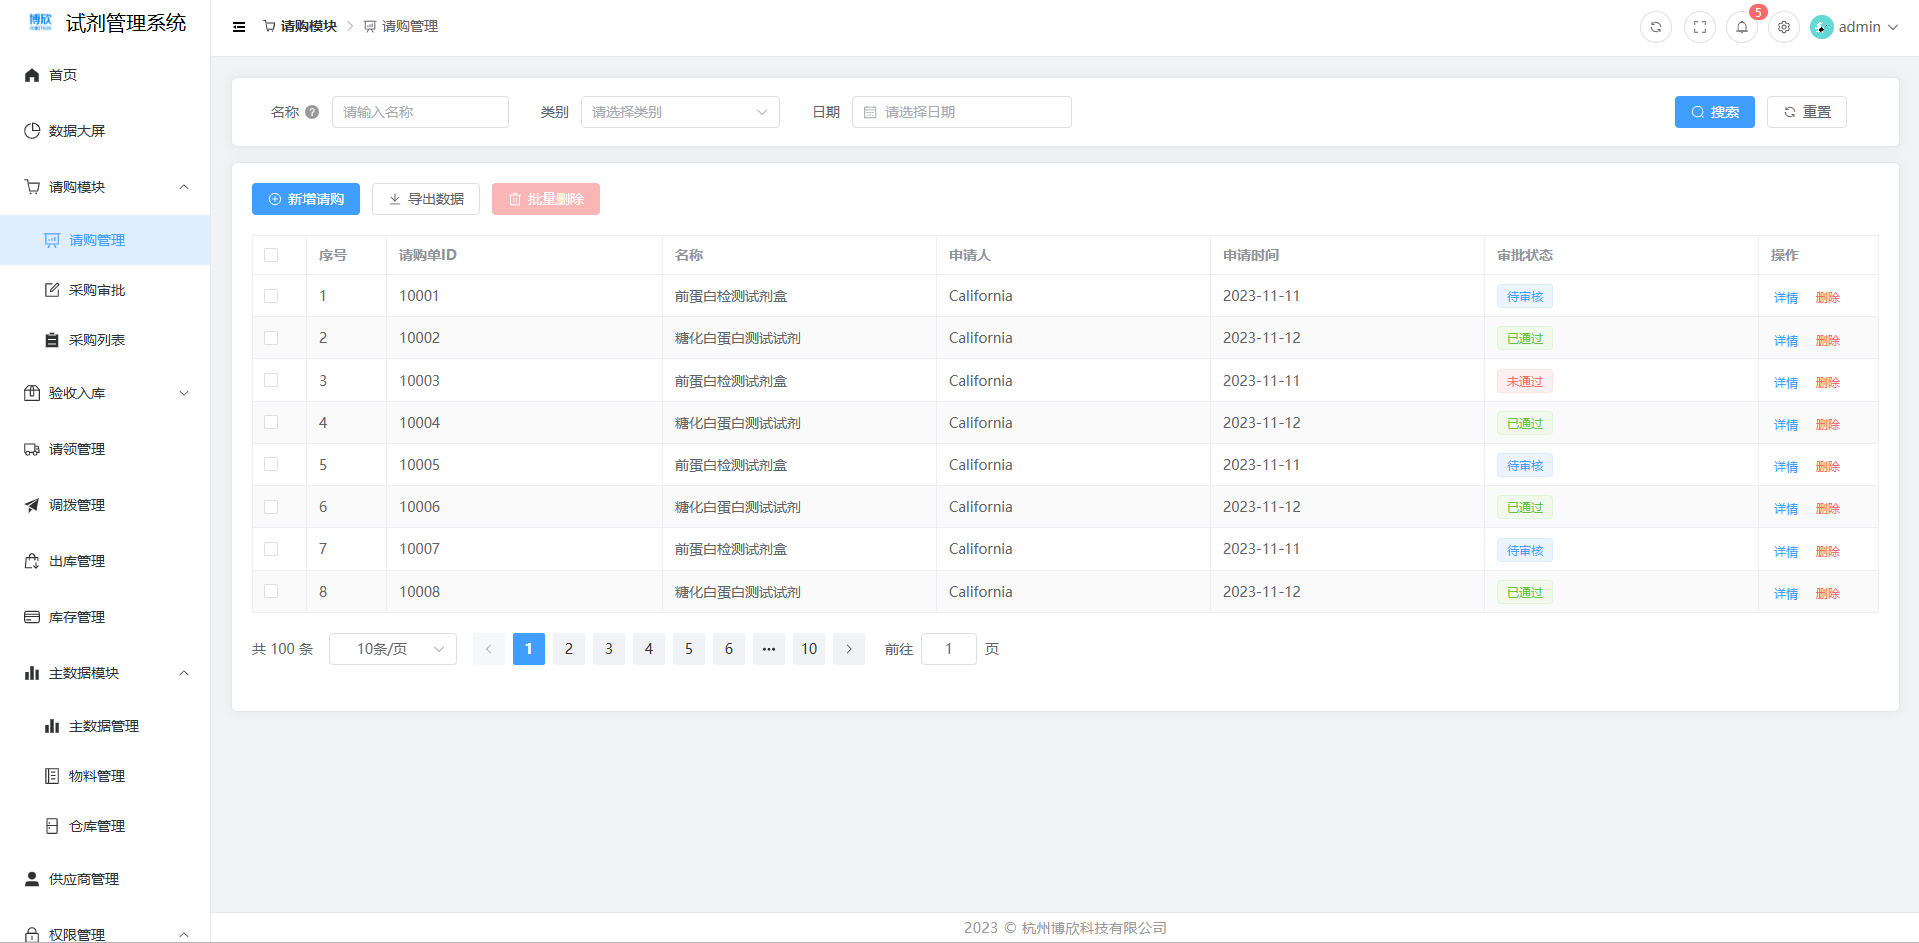 博欣 试剂管理系统
首页
数据大屏
请购模块
请购管理
采购审批
采购列表
验收入库
请领管理
调拨管理
出库管理
库存管理
主数据模块
主数据管理
物料管理
仓库管理
供应商管理
权限管理
请购模块 请购管理
5
admin
名称 ? 请输入名称 类别 请选择类别 日期 请选择日期 搜索 重置
新增请购 导出数据 批量删除
序号 请购单ID 名称 申请人 申请时间 审批状态 操作
1 10001 前蛋白检测试剂盒 California 2023-11-11 待审核 详情 删除
2 10002 糖化白蛋白测试试剂 California 2023-11-12 已通过 详情 删除
3 10003 前蛋白检测试剂盒 California 2023-11-11 未通过 详情 删除
4 10004 糖化白蛋白测试试剂 California 2023-11-12 已通过 详情 删除
5 10005 前蛋白检测试剂盒 California 2023-11-11 待审核 详情 删除
6 10006 糖化白蛋白测试试剂 California 2023-11-12 已通过 详情 删除
7 10007 前蛋白检测试剂盒 California 2023-11-11 待审核 详情 删除
8 10008 糖化白蛋白测试试剂 California 2023-11-12 已通过 详情 删除
共 100 条 10条/页 < 1 2 3 4 5 6 ••• 10 > 前往 1 页
2023 © 杭州博欣科技有限公司